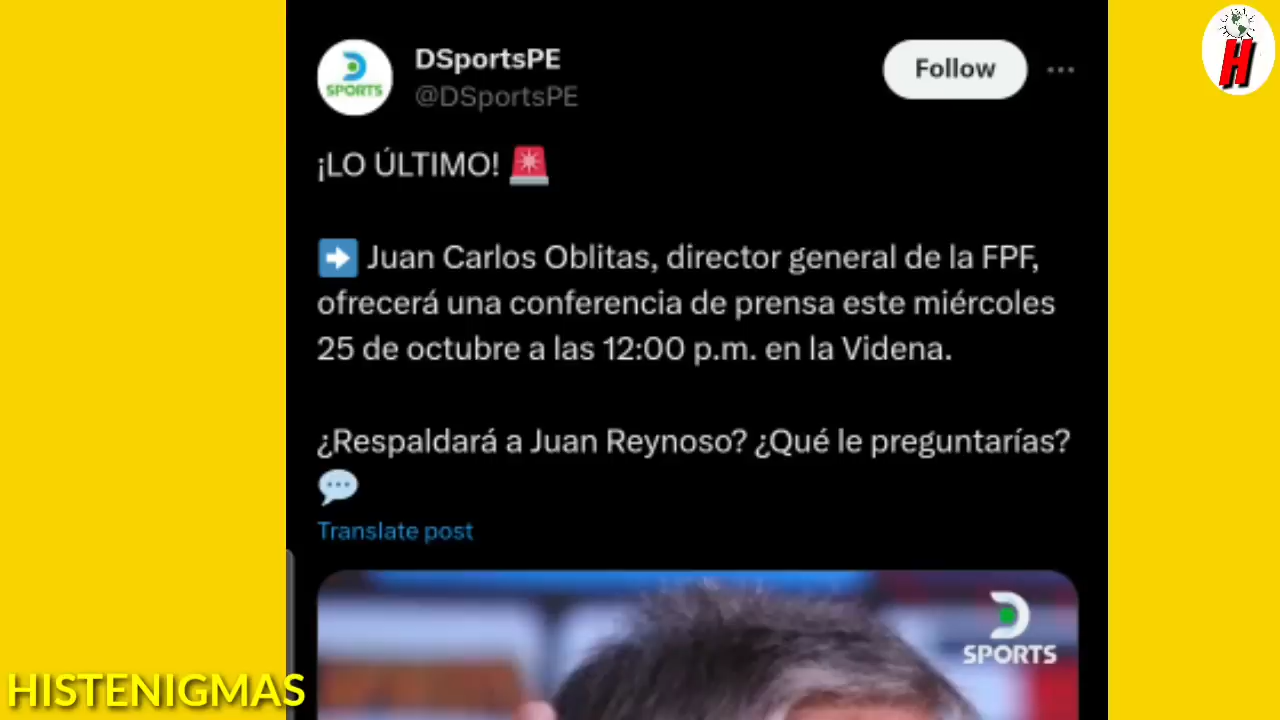 DSportsPE
Follow
SPORTS
@DSportsPE
¡LO ÚLTIMO!
Juan Carlos Oblitas, director general de la FPF,
ofrecerá una conferencia de prensa este miércoles
25 de octubre a las 12:00 p.m. en la Videna.
¿Respaldará a Juan Reynoso? ¿Qué le preguntarías?
Translate post
SPORTS
HISTENIGMAS
H